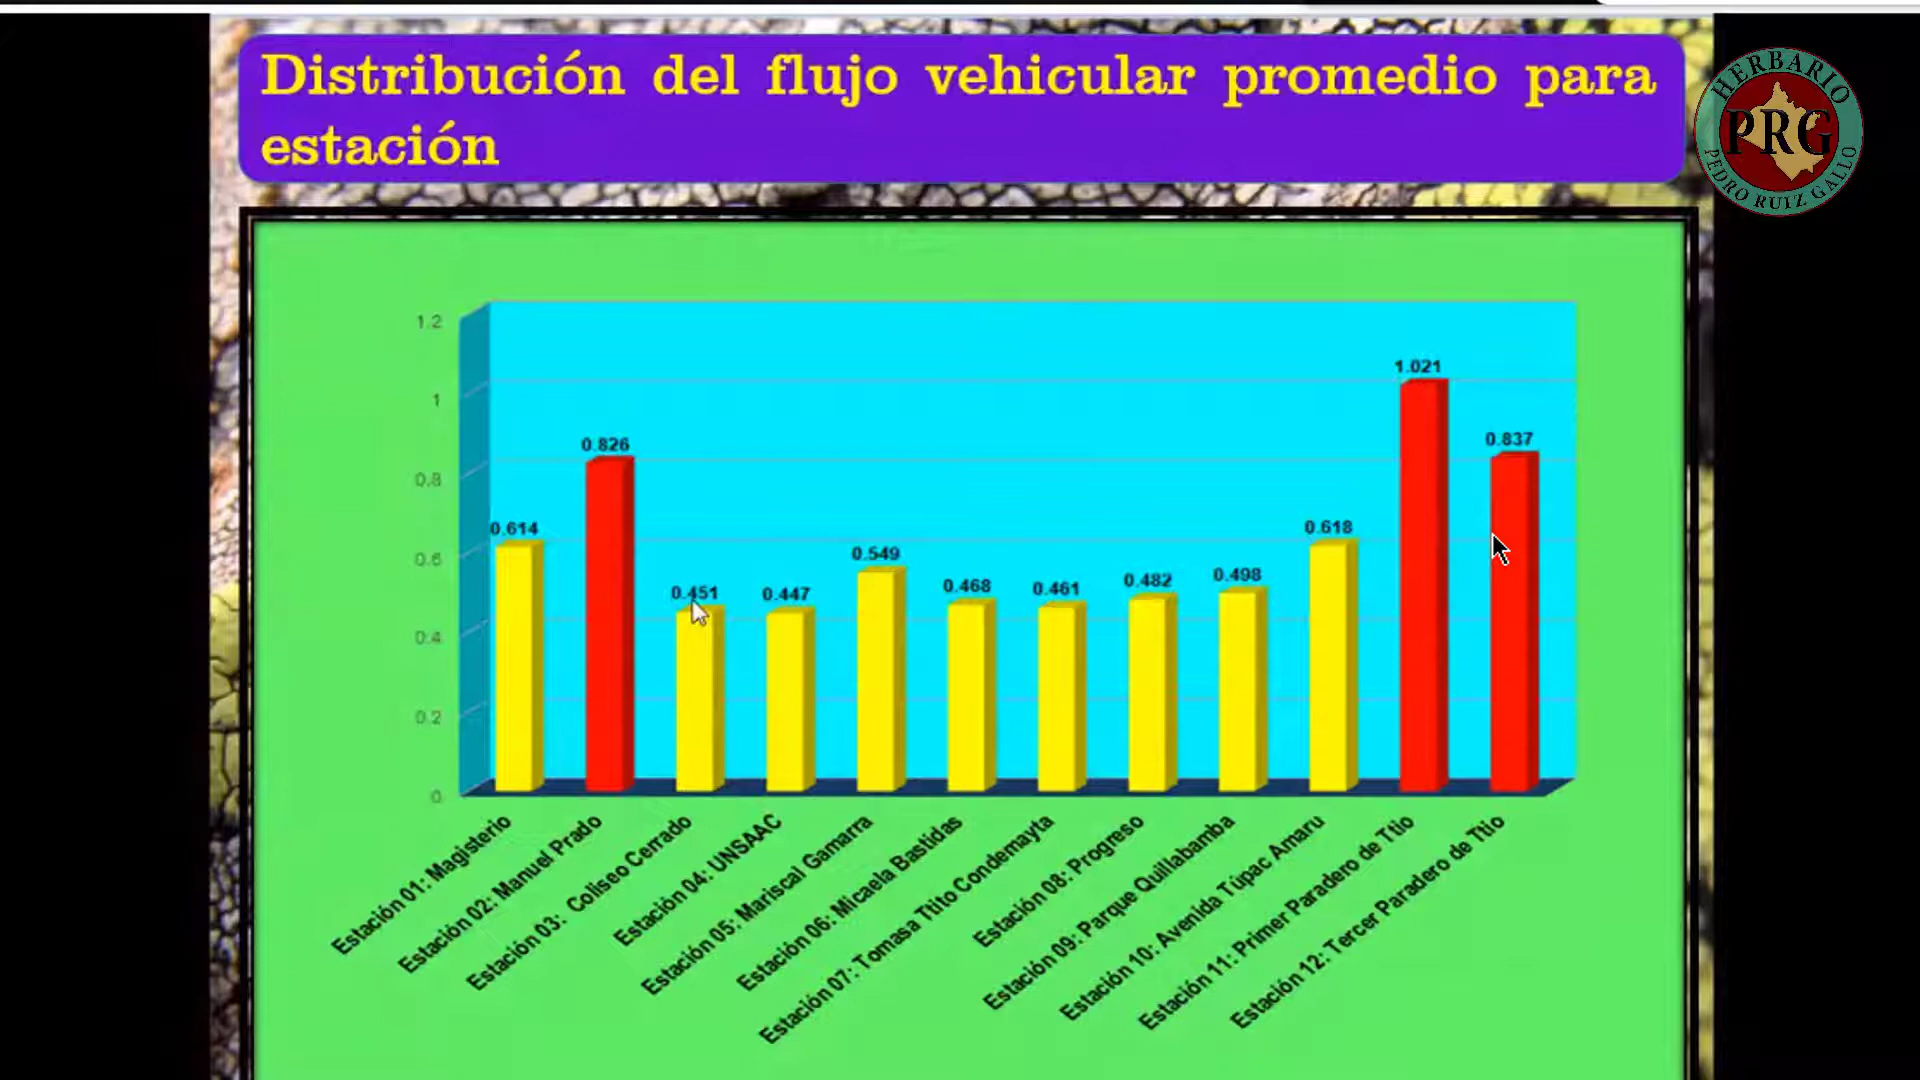 Distribución del flujo vehicular promedio para
estación
HERBARIO
PRG
PEDRO RUIZ GALLO
1.2
1
0.8
0.6
0.4
0.2
0
0.614
0.826
0.451
0.447
0.549
0.468
0.461
0.482
0.498
0.618
1.021
0.837
Estación 01: Magisterio
Estación 02: Manuel Prado
Estación 03: Coliseo Cerrado
Estación 04: UNSAAC
Estación 05: Mariscal Gamarra
Estación 06: Micaela Bastidas
Estación 07: Tomasa Ttito Condemayta
Estación 08: Progreso
Estación 09: Parque Quillabamba
Estación 10: Avenida Túpac Amaru
Estación 11: Primer Paradero de Ttio
Estación 12: Tercer Paradero de Ttio